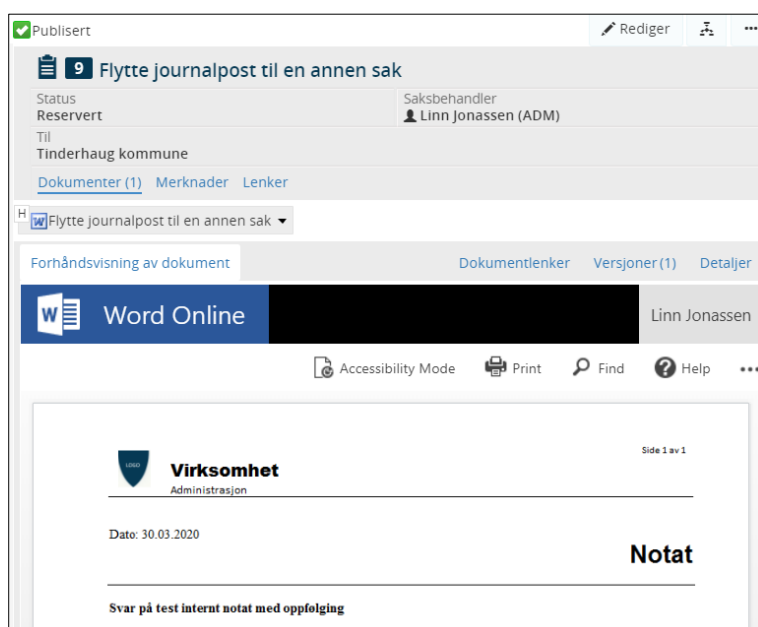 Publisert
Rediger
9 Flytte journalpost til en annen sak
Status Saksbehandler
Reservert Linn Jonassen (ADM)
Til
Tinderhaug kommune
Dokumenter (1) Merknader Lenker
H
W Flytte journalpost til en annen sak
Forhåndsvisning av dokument Dokumentlenker Versjoner (1) Detaljer
W Word Online Linn Jonassen
Accessibility Mode Print Find Help
Side 1 av 1
LOGO
Virksomhet
Administrasjon
Dato: 30.03.2020
Notat
Svar på test internt notat med oppfølging